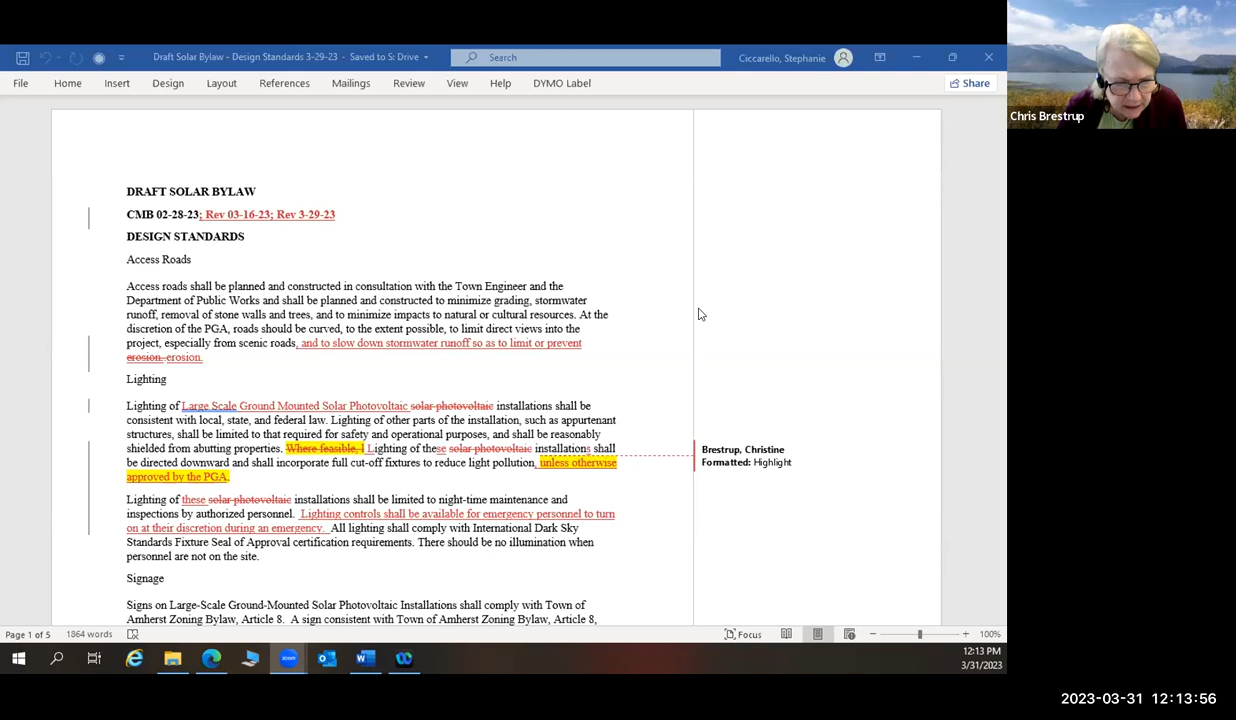 Draft Solar Bylaw - Design Standards 3-29-23 - Saved to S: Drive
Search
Ciccarello, Stephanie
File Home Insert Design Layout References Mailings Review View Help DYMO Label
Share
Chris Brestrup
DRAFT SOLAR BYLAW
CMB 02-28-23; Rev 03-16-23; Rev 3-29-23
DESIGN STANDARDS
Access Roads
Access roads shall be planned and constructed in consultation with the Town Engineer and the
Department of Public Works and shall be planned and constructed to minimize grading, stormwater
runoff, removal of stone walls and trees, and to minimize impacts to natural or cultural resources. At the
discretion of the PGA, roads should be curved, to the extent possible, to limit direct views into the
project, especially from scenic roads, and to slow down stormwater runoff so as to limit or prevent
erosion. erosion.
Lighting
Lighting of Large Scale Ground Mounted Solar Photovoltaic solar photovoltaic installations shall be
consistent with local, state, and federal law. Lighting of other parts of the installation, such as appurtenant
structures, shall be limited to that required for safety and operational purposes, and shall be reasonably
shielded from abutting properties. Where feasible, l Lighting of these solar photovoltaic installations shall
be directed downward and shall incorporate full cut-off fixtures to reduce light pollution, unless otherwise
approved by the PGA.
Brestrup, Christine
Formatted: Highlight
Lighting of these solar photovoltaic installations shall be limited to night-time maintenance and
inspections by authorized personnel. Lighting controls shall be available for emergency personnel to turn
on at their discretion during an emergency. All lighting shall comply with International Dark Sky
Standards Fixture Seal of Approval certification requirements. There should be no illumination when
personnel are not on the site.
Signage
Signs on Large-Scale Ground-Mounted Solar Photovoltaic Installations shall comply with Town of
Amherst Zoning Bylaw, Article 8. A sign consistent with Town of Amherst Zoning Bylaw, Article 8,
Page 1 of 5 1864 words
Focus
100%
zoom
12:13 PM
3/31/2023
2023-03-31 12:13:56